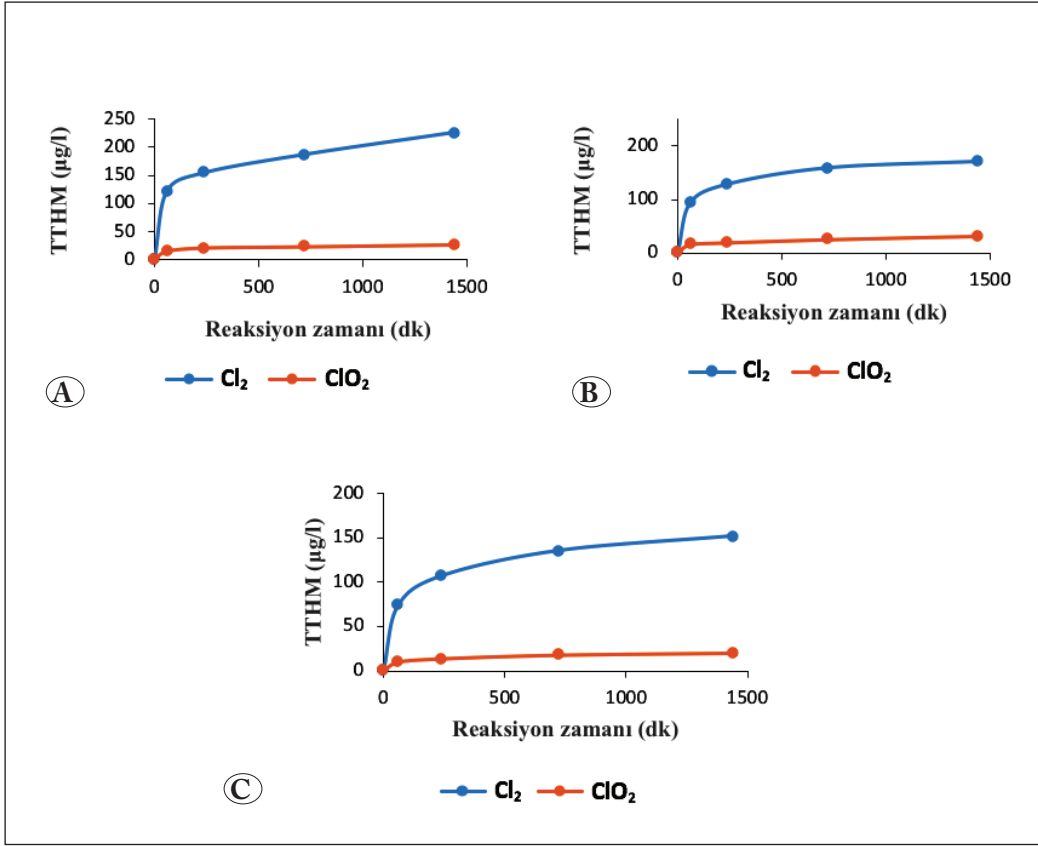 TTHM (µg/l)
250
200
150
100
50
0
0 500 1000 1500
Reaksiyon zamanı (dk)
Cl₂ ClO₂
A
TTHM (µg/l)
200
100
0
0 500 1000 1500
Reaksiyon zamanı (dk)
Cl₂ ClO₂
B
TTHM (µg/l)
200
150
100
50
0
0 500 1000 1500
Reaksiyon zamanı (dk)
Cl₂ ClO₂
C